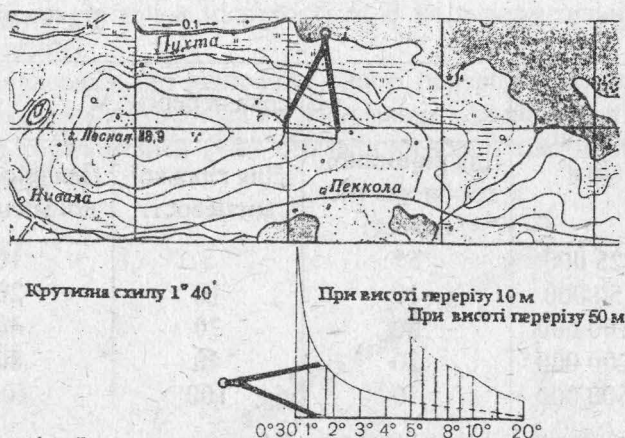 0,1
Пухта
г. Лесная 88,9
Нивала
Пеккола
Крутизна схилу 1° 40'
При висоті перерізу 10 м
При висоті перерізу 50 м
0°30' 1° 2° 3° 4° 5° 8° 10° 20°